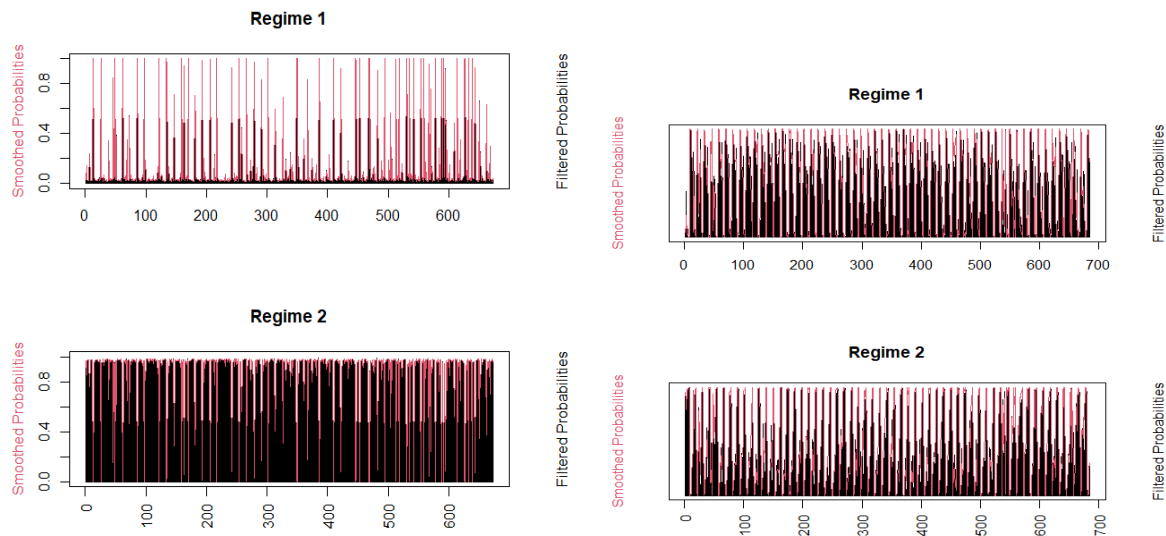 Regime 1
Smoothed Probabilities
0.0 0.4 0.8
Filtered Probabilities
0 100 200 300 400 500 600
Regime 2
Smoothed Probabilities
0.0 0.4 0.8
Filtered Probabilities
0 100 200 300 400 500 600
Regime 1
Smoothed Probabilities
Filtered Probabilities
0 100 200 300 400 500 600 700
Regime 2
Smoothed Probabilities
Filtered Probabilities
0 100 200 300 400 500 600 700